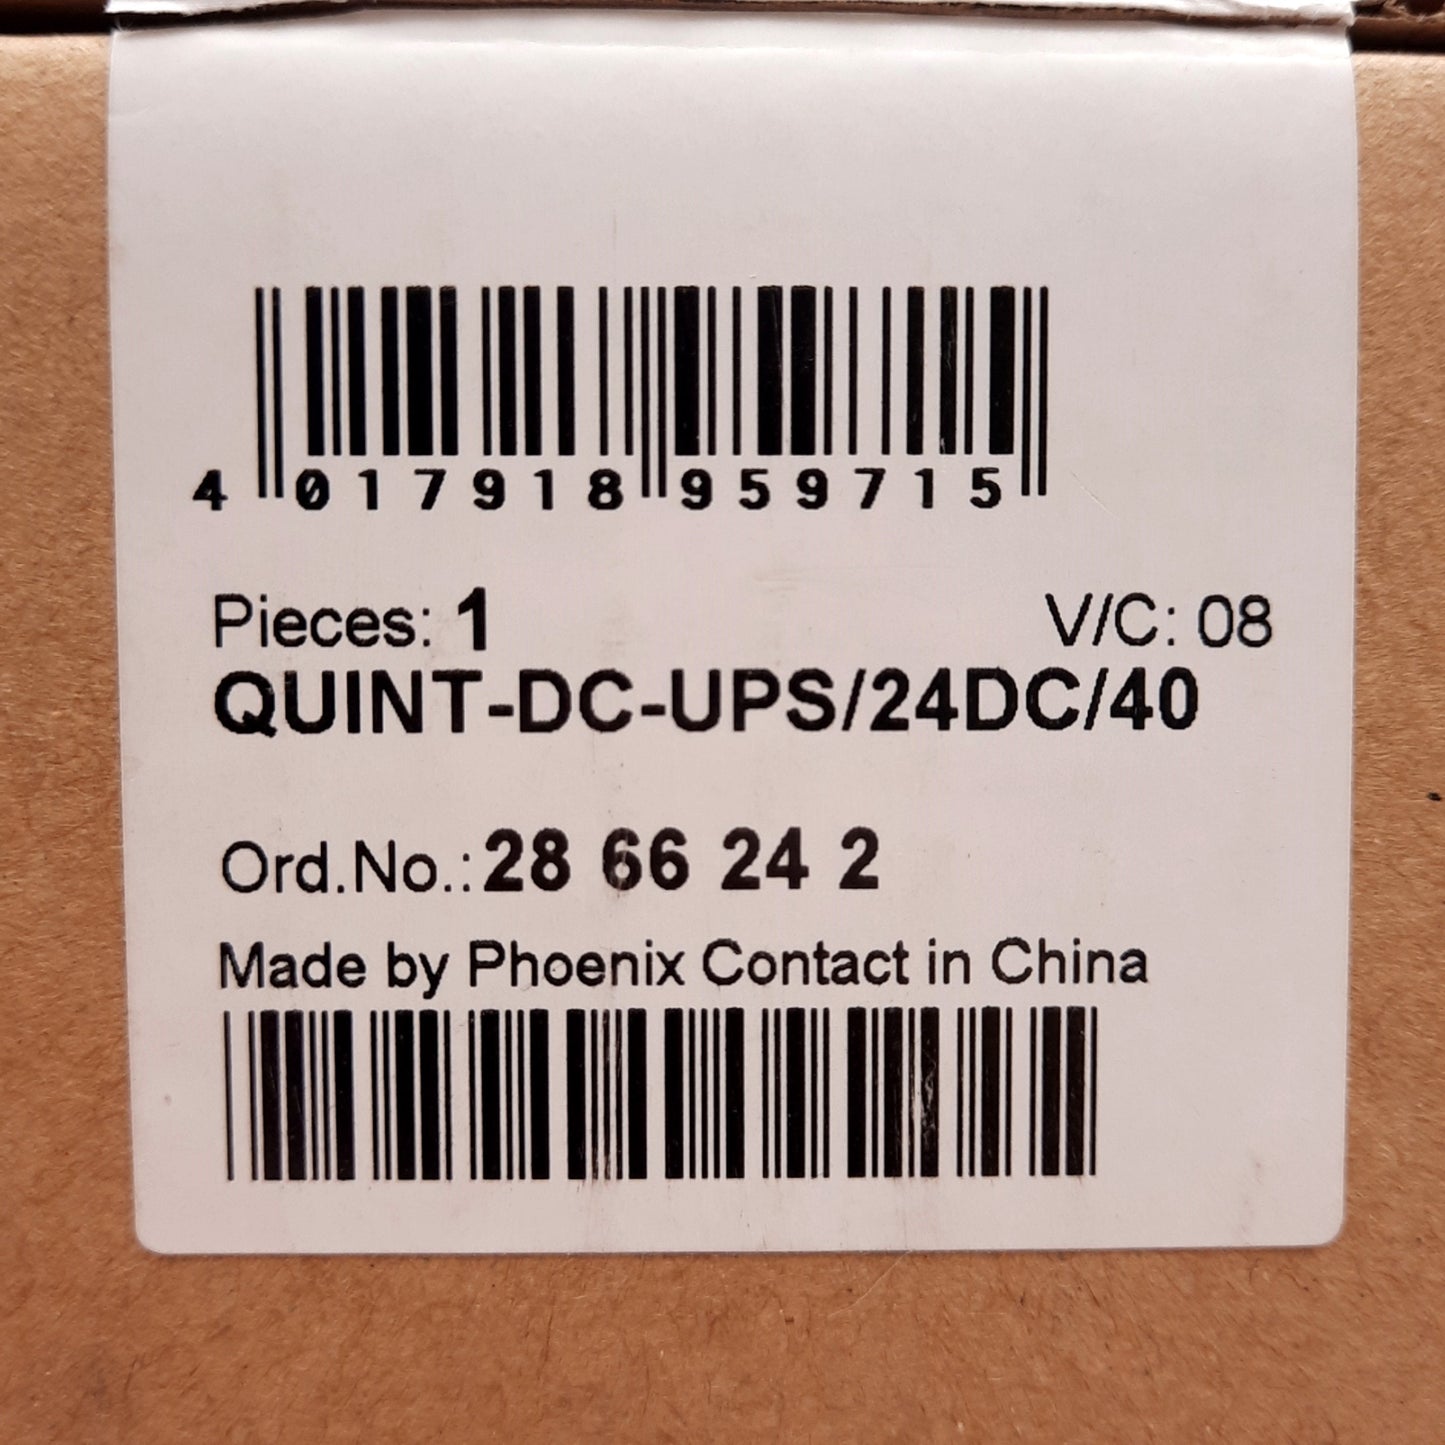 4 017918 959715
Pieces: 1 V/C: 08
QUINT-DC-UPS/24DC/40
Ord.No.: 28 66 24 2
Made by Phoenix Contact in China